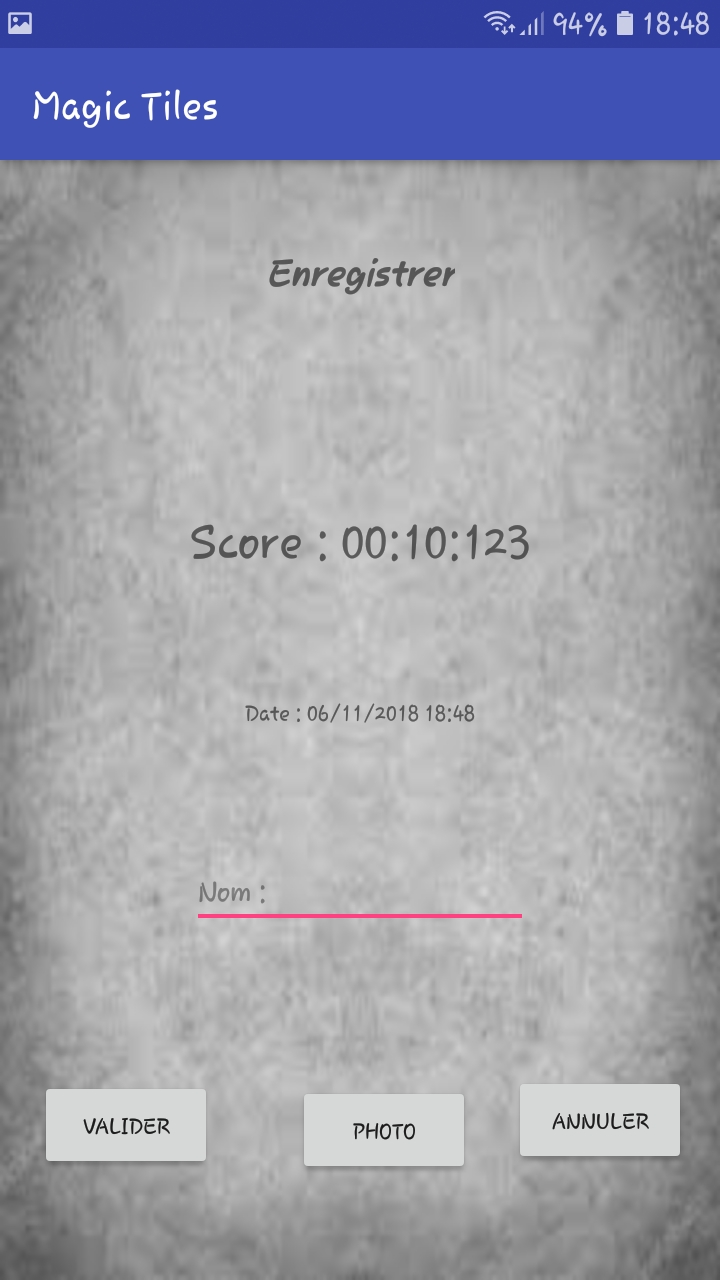 94% 18:48
Magic Tiles
Enregistrer
Score : 00:10:123
Date : 06/11/2018 18:48
Nom :
VALIDER PHOTO ANNULER